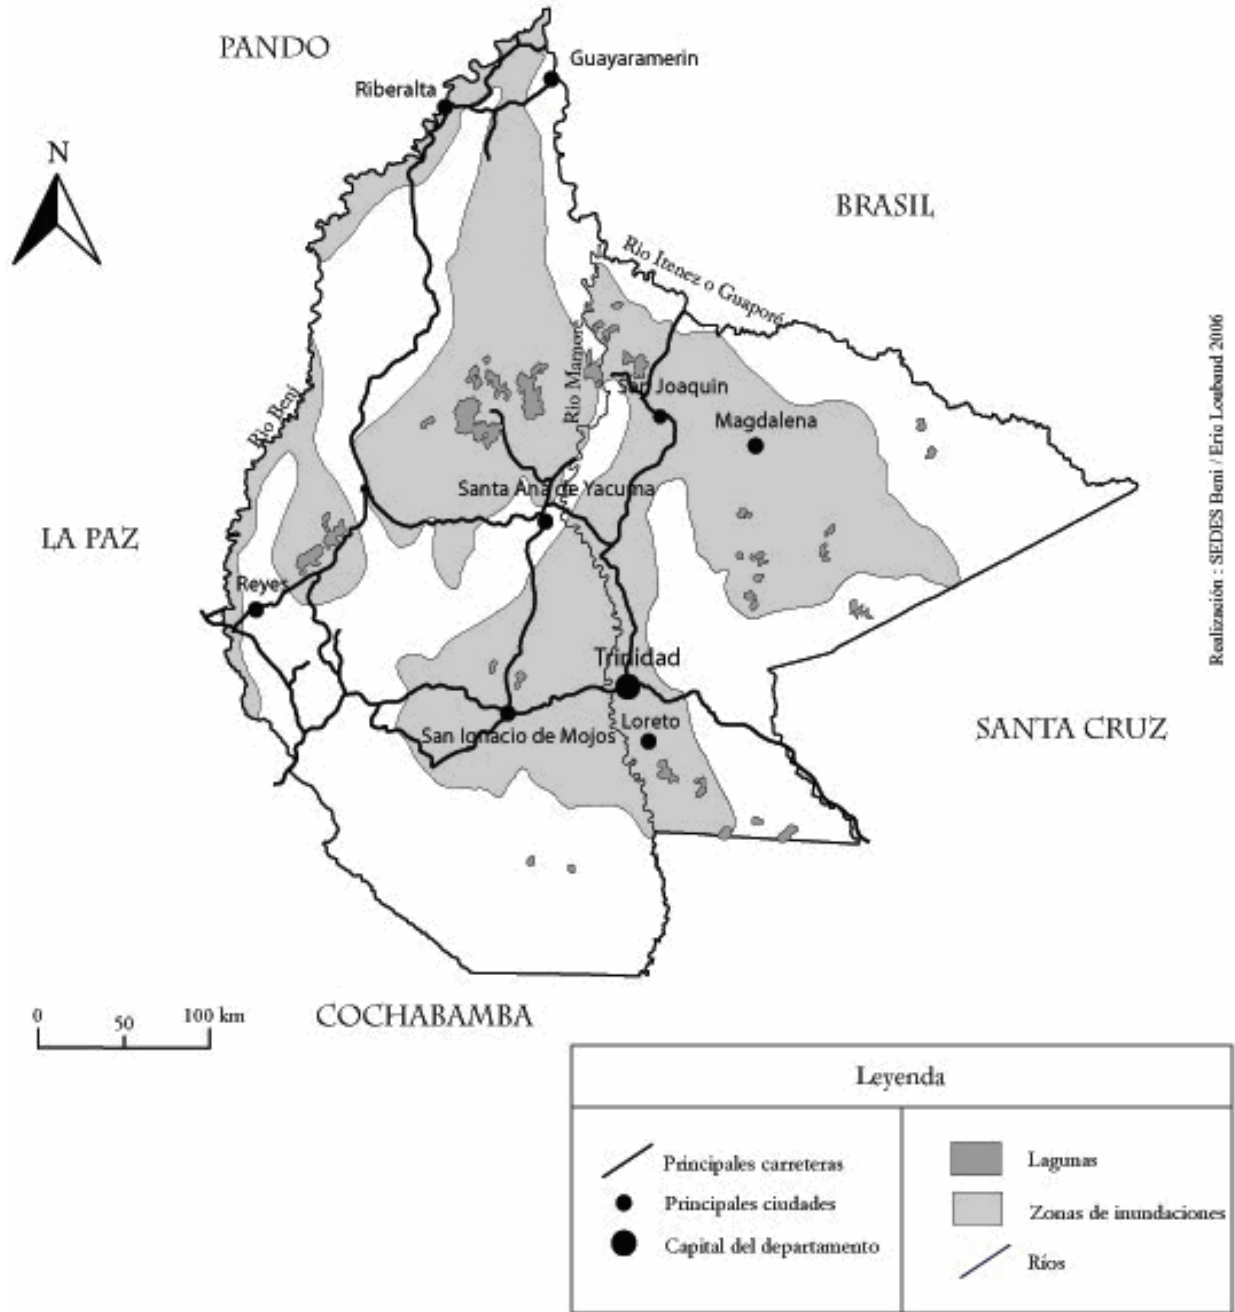 PANDO
Guayaramerin
Riberalta
N
BRASIL
Rio Itenez o Guaporé
Rio Mamoré
San Joaquin
Magdalena
Rio Beni
Santa Ana de Yacuma
LA PAZ
Reyes
Trinidad
Loreto
San Ignacio de Mojos
SANTA CRUZ
Realización : SEDES Beni / Eric Loubaud 2006
COCHABAMBA
0 50 100 km
Leyenda
Principales carreteras
Principales ciudades
Capital del departamento
Lagunas
Zonas de inundaciones
Ríos